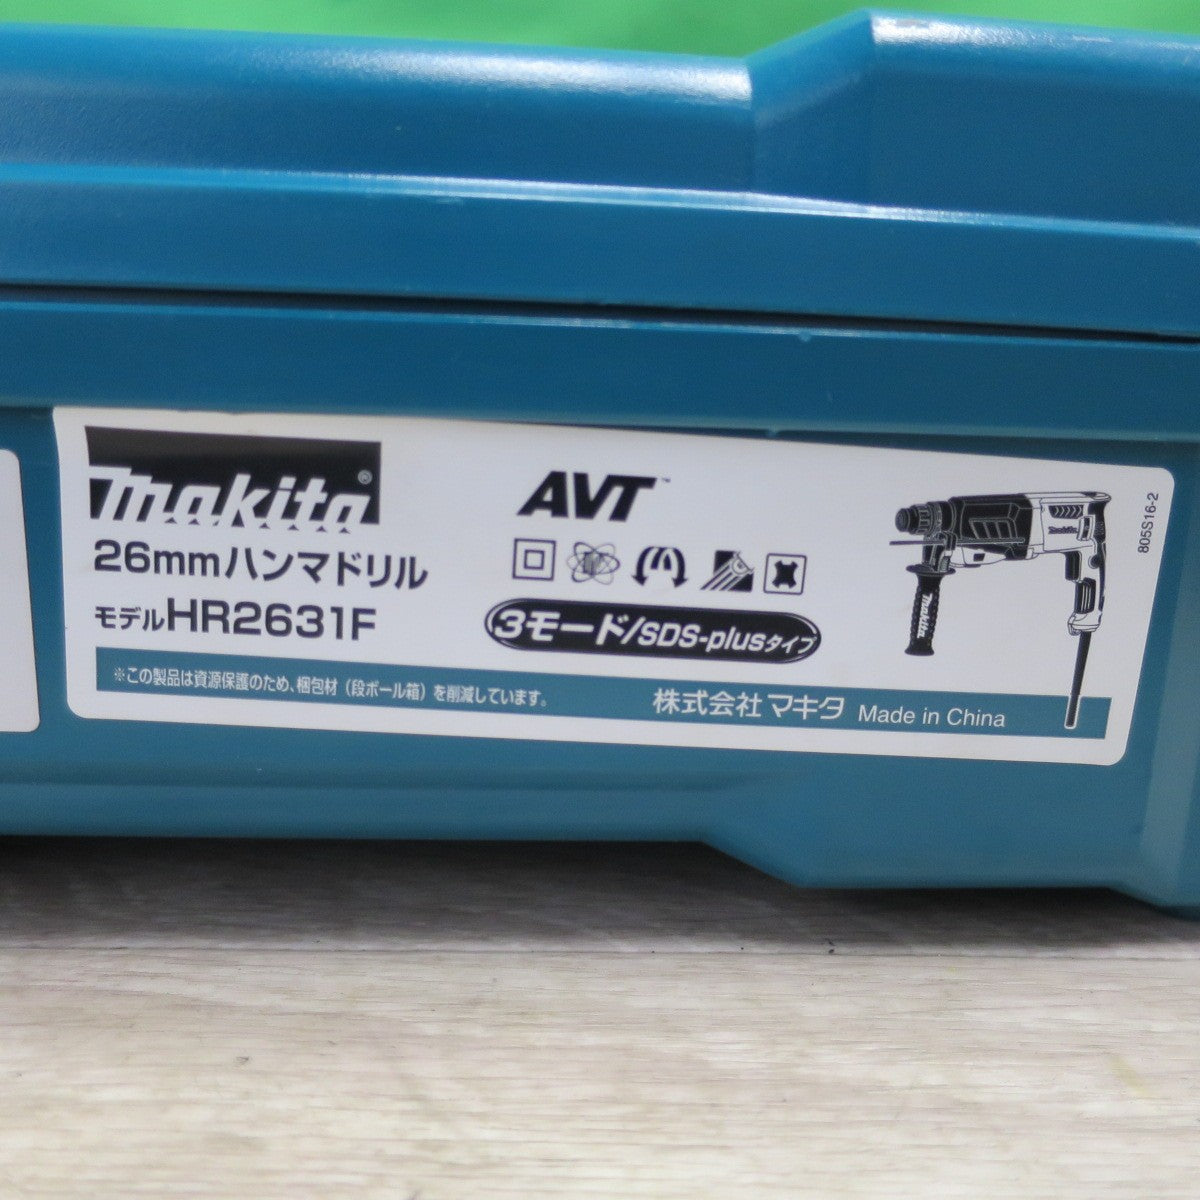 makita®
26mmハンマドリル
モデルHR2631F
AVT™
3モード/SDS-plusタイプ
※この製品は資源保護のため、梱包材（段ボール箱）を削減しています。
株式会社マキタ Made in China
Makita
makita
805S16-2